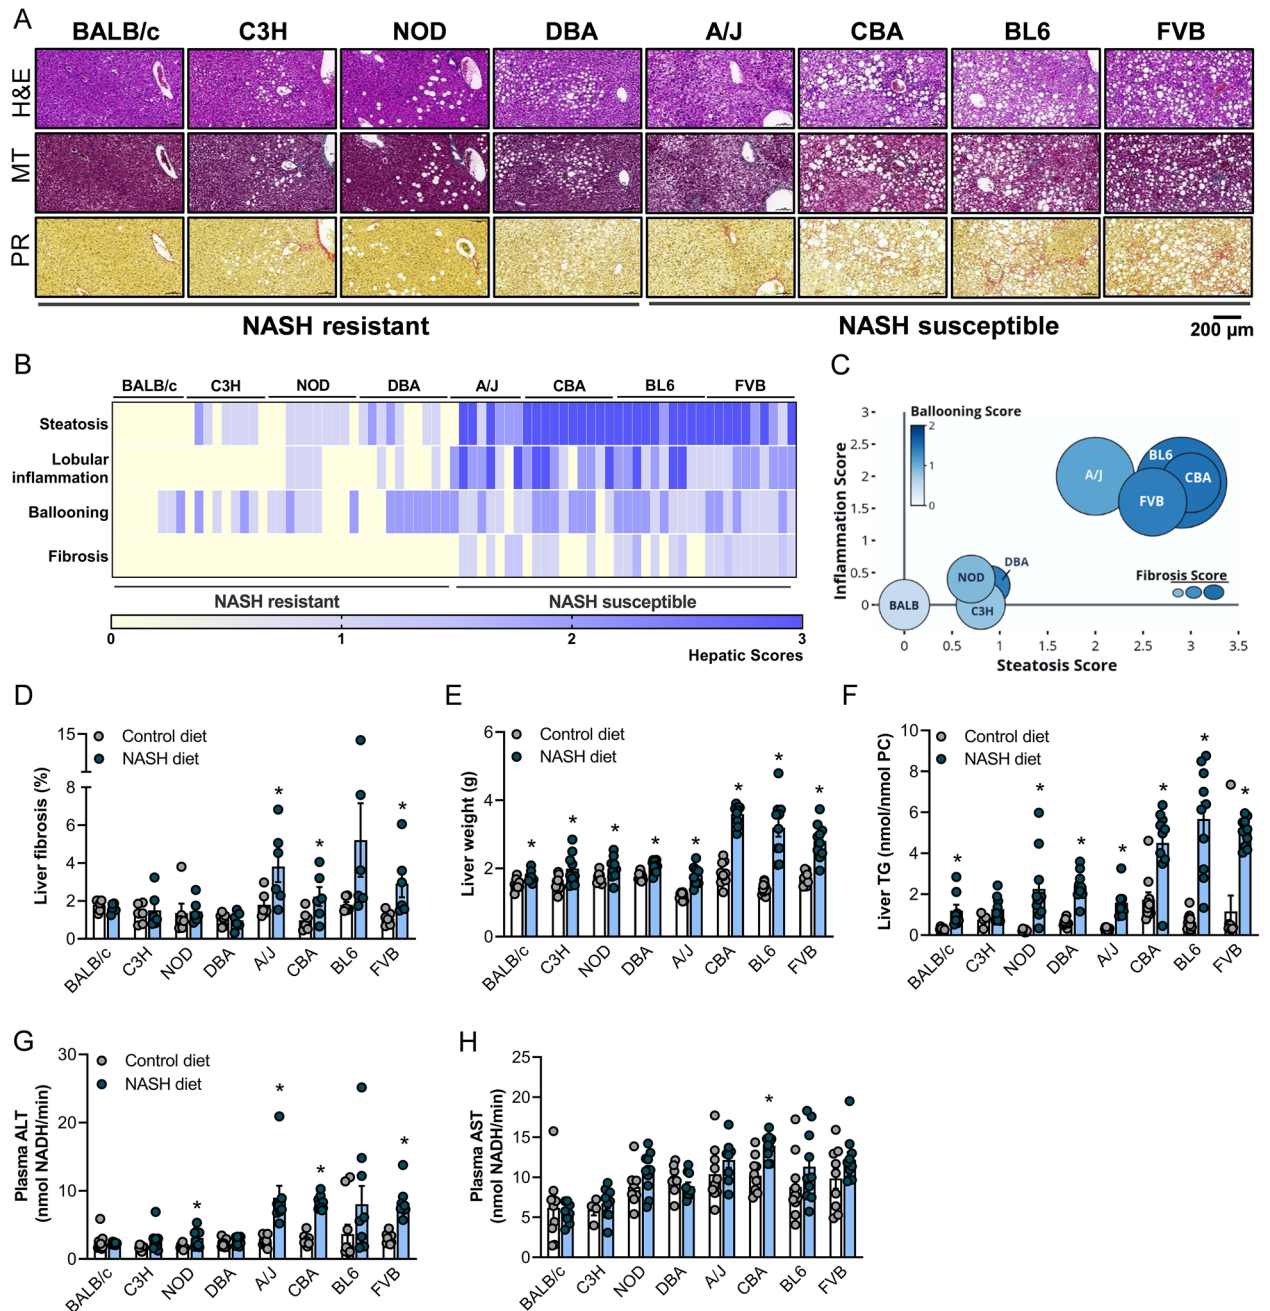 A
BALB/c C3H NOD DBA A/J CBA BL6 FVB
H&E
MT
PR
NASH resistant NASH susceptible
200 µm
B
BALB/c C3H NOD DBA A/J CBA BL6 FVB
Steatosis
Lobular
inflammation
Ballooning
Fibrosis
NASH resistant NASH susceptible
0 1 2 3
Hepatic Scores
C
Ballooning Score
2
1
0
Inflammation Score
3
2.5
2
1.5
1
0.5
0
A/J
BL6
CBA
FVB
DBA
NOD
C3H
BALB
Fibrosis Score
0 0.5 1 1.5 2 2.5 3 3.5
Steatosis Score
D
Control diet
NASH diet
Liver fibrosis (%)
15
8
6
4
2
0
* * *
BALB/c C3H NOD DBA A/J CBA BL6 FVB
E
Control diet
NASH diet
Liver weight (g)
6
4
2
0
* * * * * * * *
BALB/c C3H NOD DBA A/J CBA BL6 FVB
F
Control diet
NASH diet
Liver TG (nmol/nmol PC)
10
8
6
4
2
0
* * * * * * *
BALB/c C3H NOD DBA A/J CBA BL6 FVB
G
Control diet
NASH diet
Plasma ALT
(nmol NADH/min)
30
20
10
0
* * * *
BALB/c C3H NOD DBA A/J CBA BL6 FVB
H
Plasma AST
(nmol NADH/min)
25
20
15
10
5
0
*
BALB/c C3H NOD DBA A/J CBA BL6 FVB